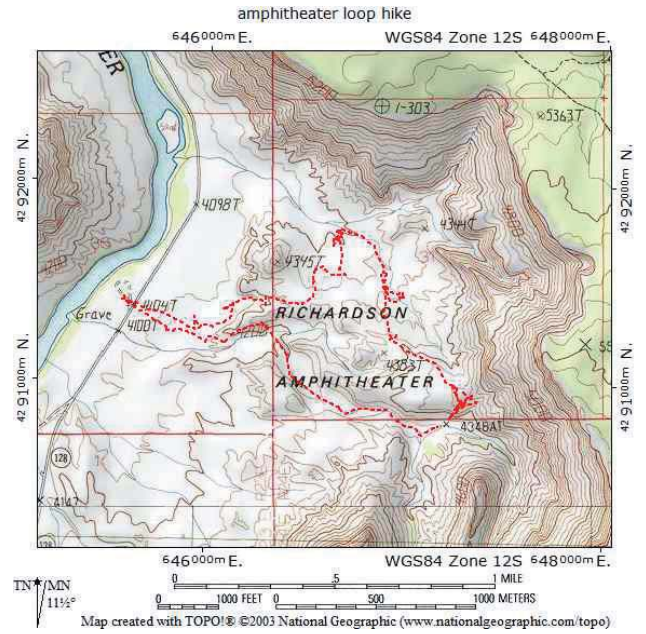 amphitheater loop hike
646000m E. WGS84 Zone 12S 648000m E.
4292000m N.
4291000m N.
4292000m N.
4291000m N.
1-303
5363T
4098T
4344T
4345T
4104T
Grave
4100T
RICHARDSON
4383T
AMPHITHEATER
4348AT
128
4147
646000m E. WGS84 Zone 12S 648000m E.
TN MN
11½°
0 .5 1 MILE
0 1000 FEET 0 500 1000 METERS
Map created with TOPO!® ©2003 National Geographic (www.nationalgeographic.com/topo)